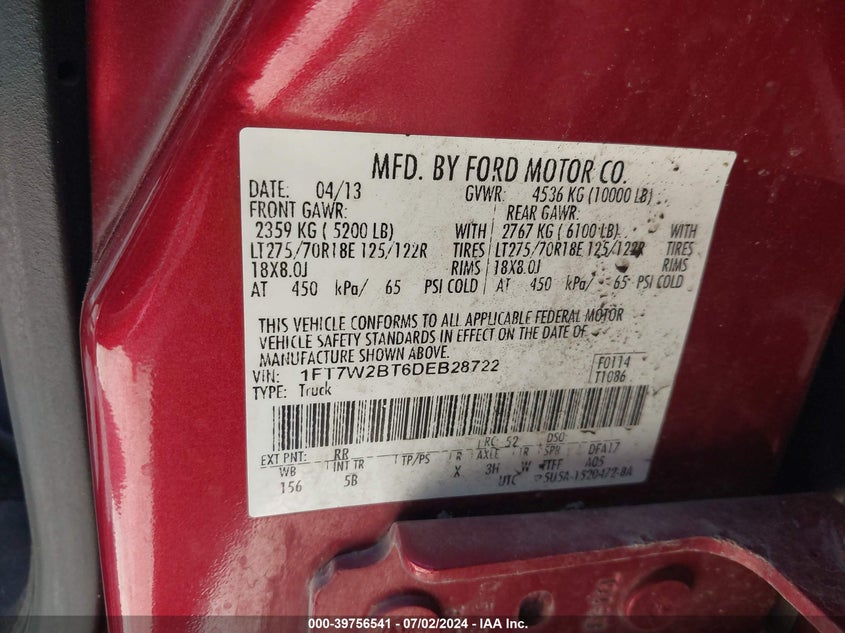 MFD. BY FORD MOTOR CO.
DATE: 04/13 GVWR: 4536 KG (10000 LB)
FRONT GAWR: REAR GAWR:
2359 KG ( 5200 LB) WITH 2767 KG ( 6100 LB) WITH
LT275/70R18E 125/122R TIRES LT275/70R18E 125/122R TIRES
18X8.0J RIMS 18X8.0J RIMS
AT 450 kPa/ 65 PSI COLD AT 450 kPa/ 65 PSI COLD
THIS VEHICLE CONFORMS TO ALL APPLICABLE FEDERAL MOTOR
VEHICLE SAFETY STANDARDS IN EFFECT ON THE DATE OF
MANUFACTURE SHOWN ABOVE.
VIN: 1FT7W2BT6DEB28722 F0114
TYPE: Truck T1086
RC: 52 DSO:
EXT PNT: RR DFA17
WB INT TR TP/PS R AXLE TR SPR AOS
156 5B X 3H W TTFF
UTC
000-39756541 - 07/02/2024 - IAA Inc.